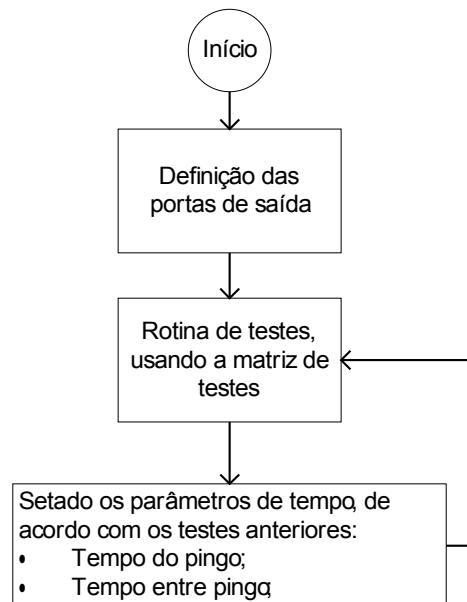 Início
Definição das
portas de saída
Rotina de testes,
usando a matriz de
testes
Setado os parâmetros de tempo, de
acordo com os testes anteriores:
• Tempo do pingo;
• Tempo entre pingo;